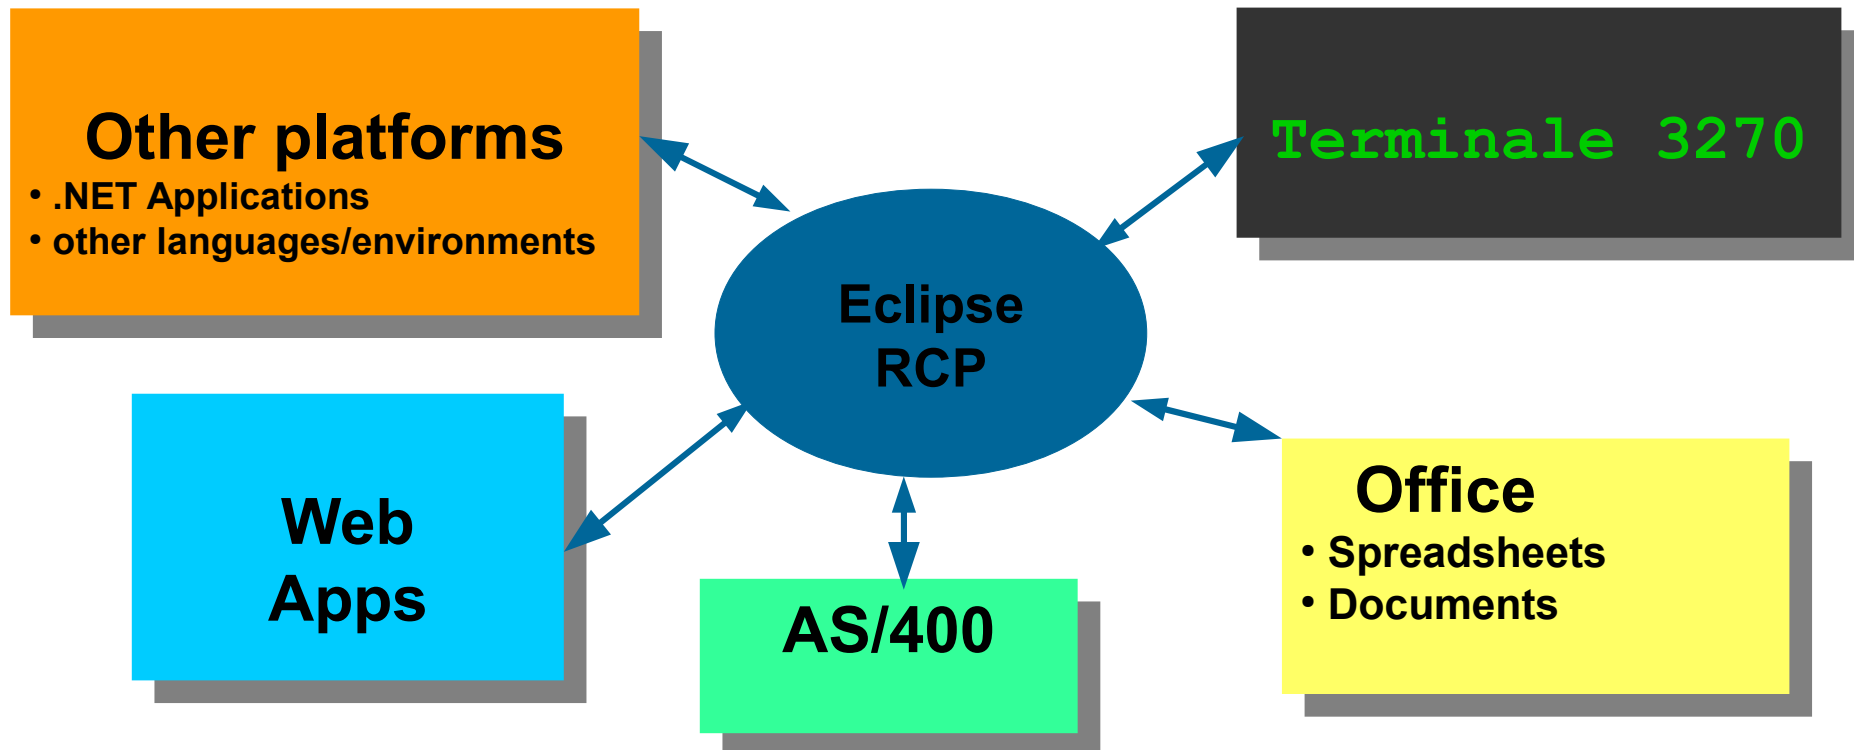 Other platforms
• .NET Applications
• other languages/environments
Terminale 3270
Eclipse
RCP
Web
Apps
AS/400
Office
• Spreadsheets
• Documents